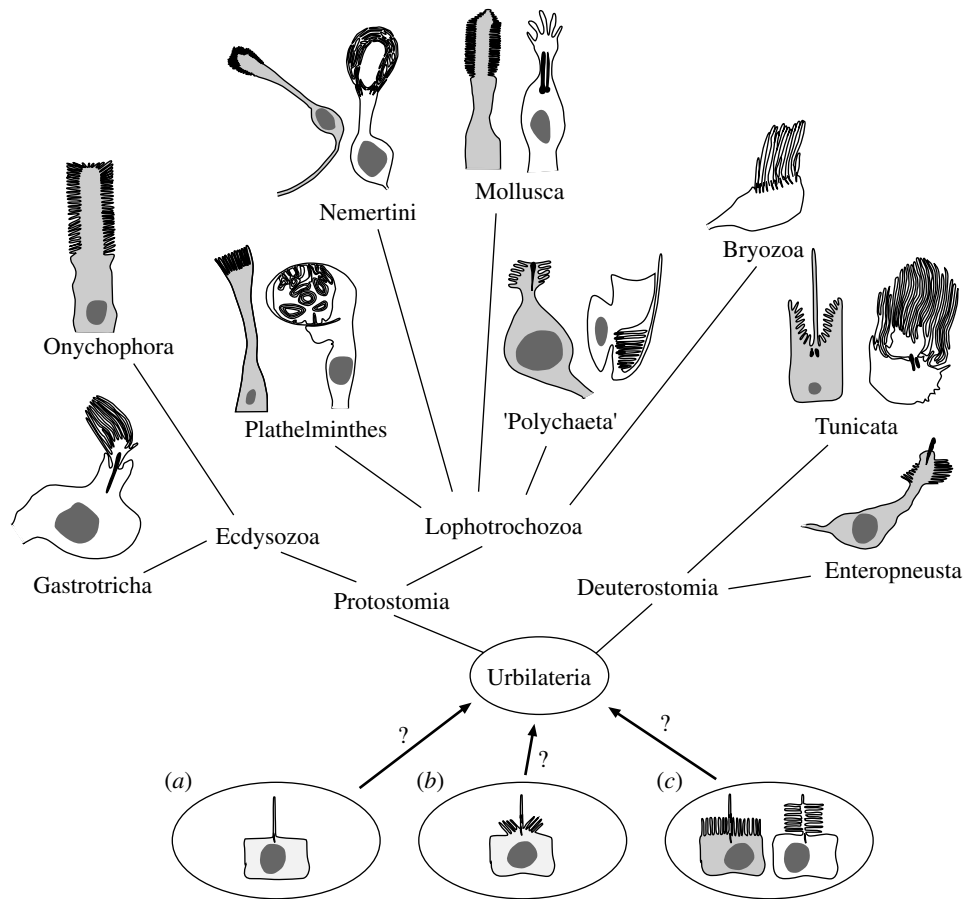 Nemertini
Mollusca
Bryozoa
Onychophora
Plathelminthes
'Polychaeta'
Tunicata
Gastrotricha
Ecdysozoa
Lophotrochozoa
Enteropneusta
Protostomia
Deuterostomia
Urbilateria
?
?
?
(a)
(b)
(c)